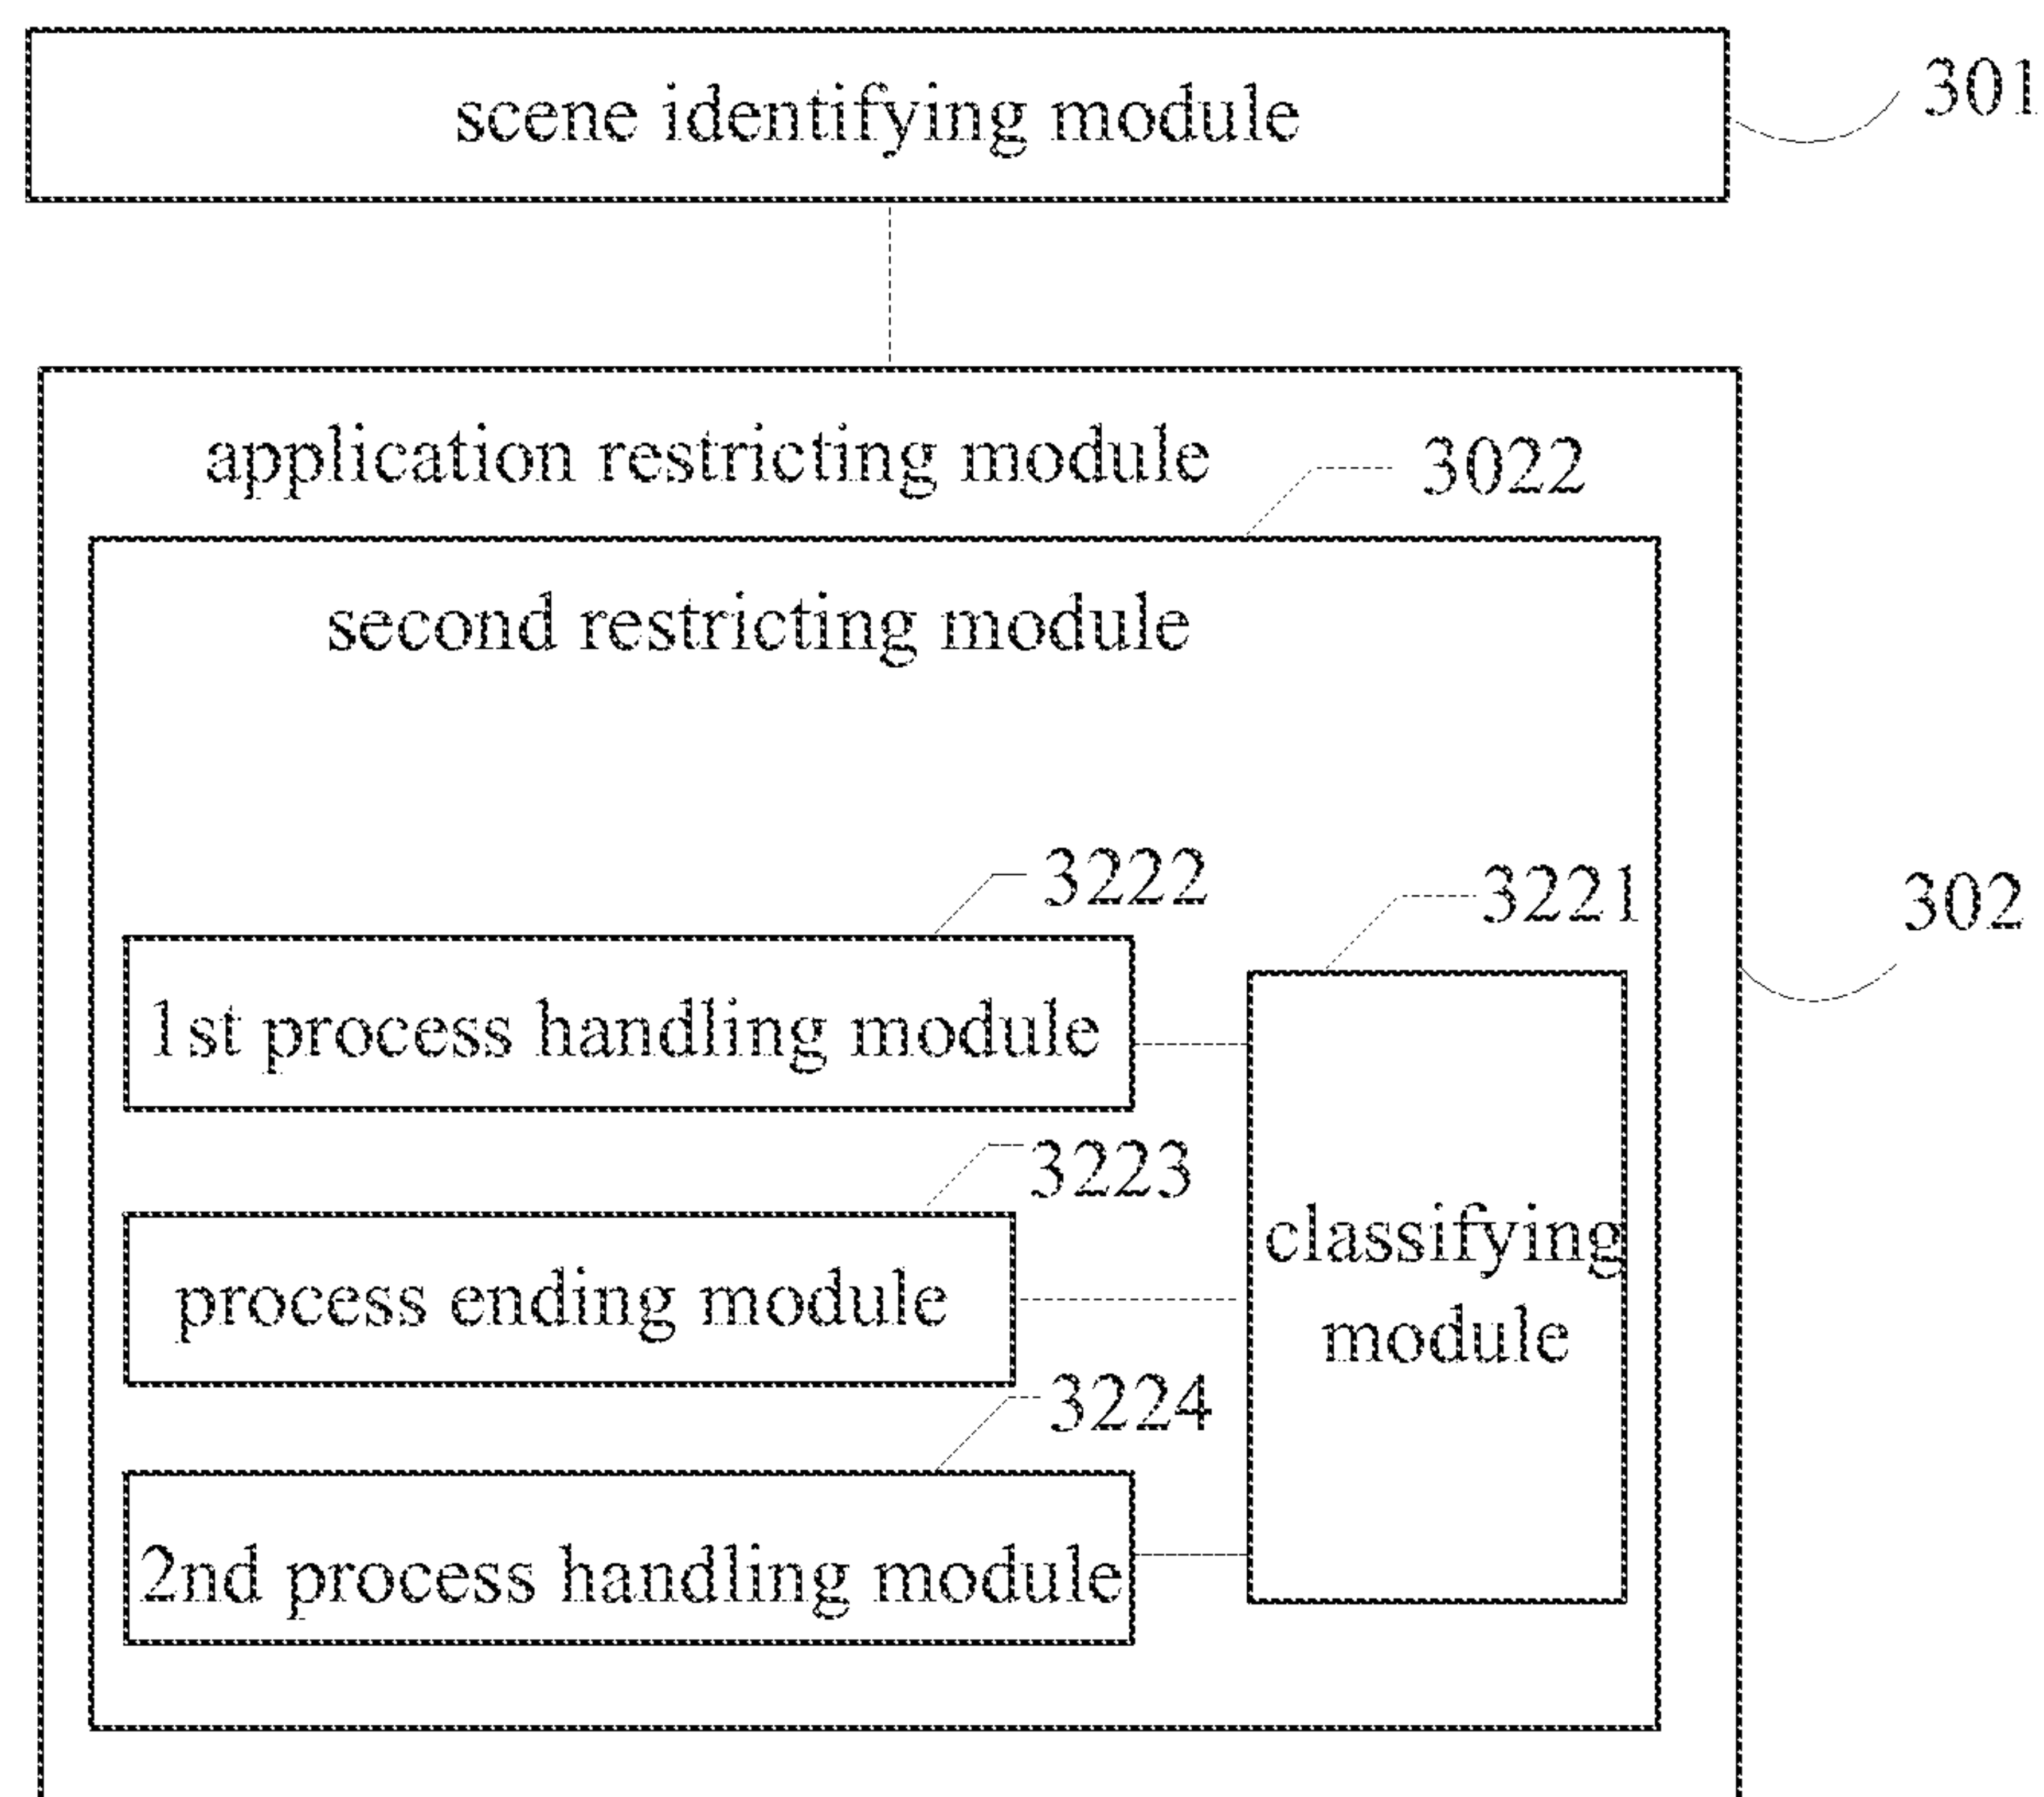 scene identifying module
301
application restricting module
3022
second restricting module
3222
3221
302
1st process handling module
3223
classifying
module
process ending module
3224
2nd process handling module